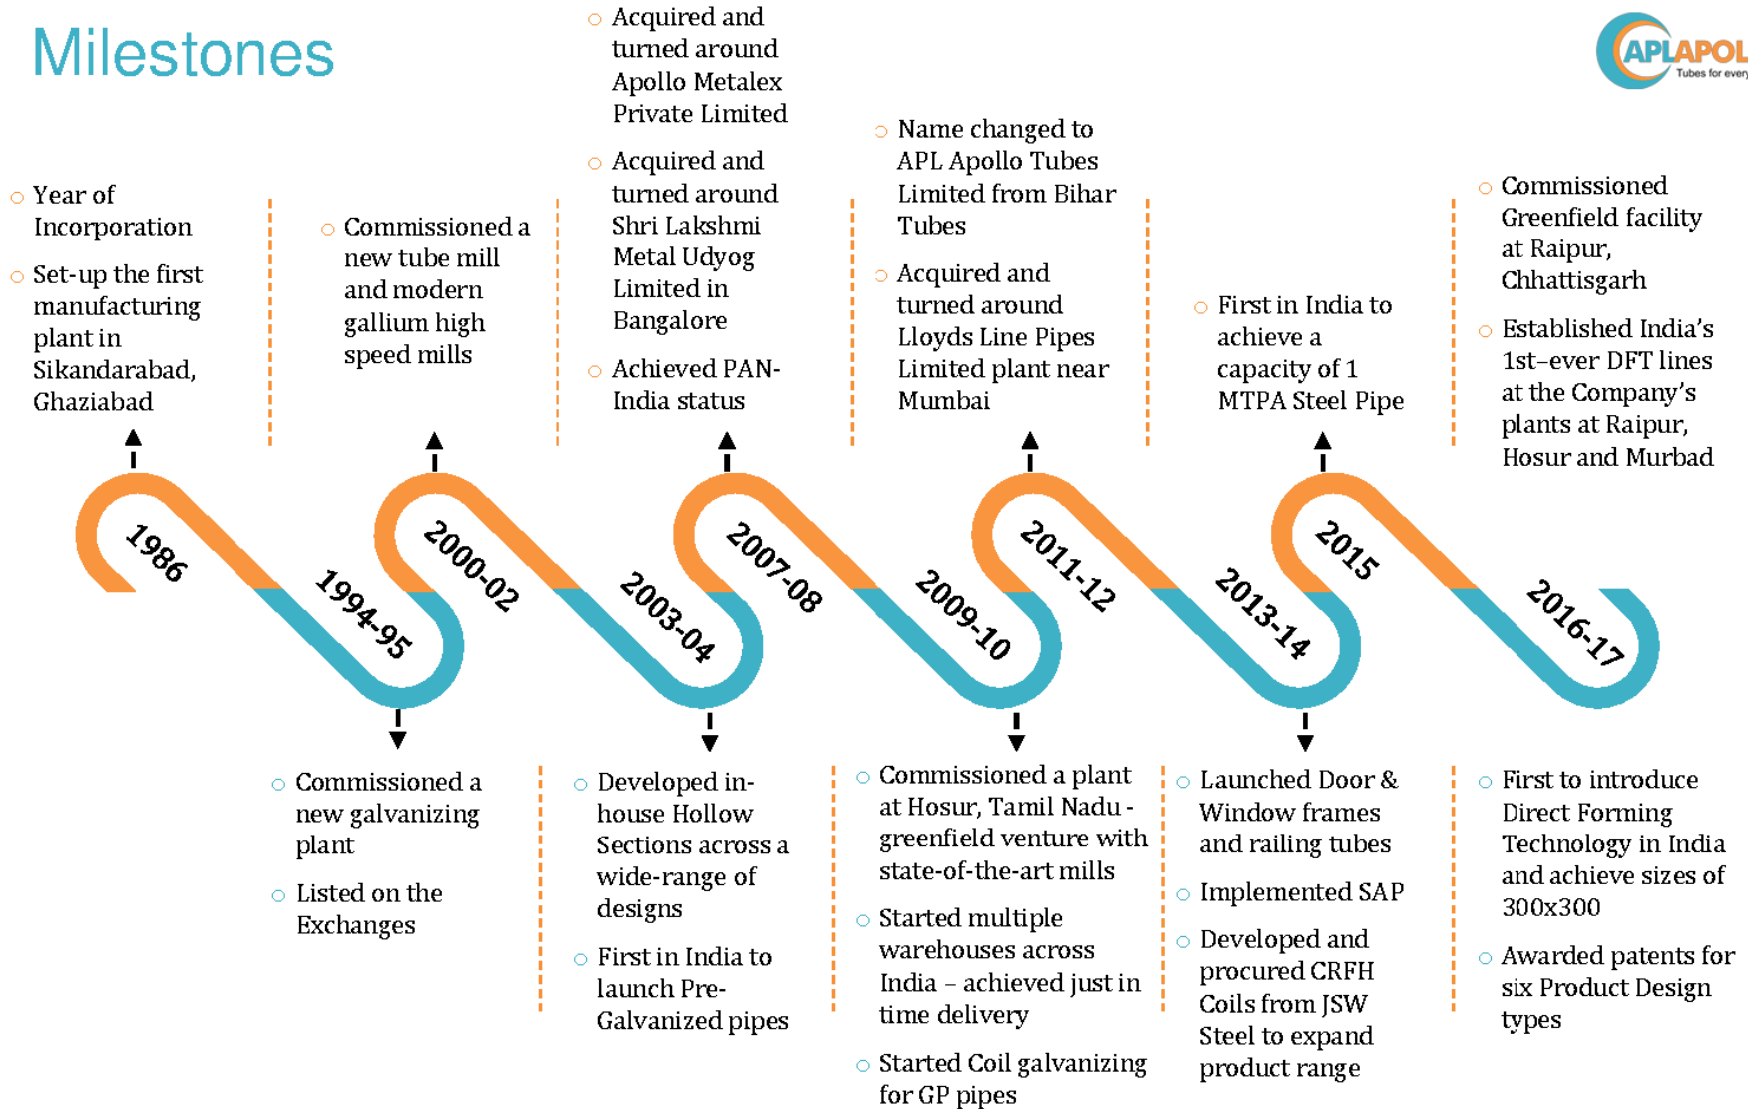 Milestones
APLAPOL
Tubes for every
○ Year of
Incorporation
○ Set-up the first
manufacturing
plant in
Sikandarabad,
Ghaziabad
○ Commissioned a
new tube mill
and modern
gallium high
speed mills
○ Acquired and
turned around
Apollo Metalex
Private Limited
○ Acquired and
turned around
Shri Lakshmi
Metal Udyog
Limited in
Bangalore
○ Achieved PAN-
India status
○ Name changed to
APL Apollo Tubes
Limited from Bihar
Tubes
○ Acquired and
turned around
Lloyds Line Pipes
Limited plant near
Mumbai
○ First in India to
achieve a
capacity of 1
MTPA Steel Pipe
○ Commissioned
Greenfield facility
at Raipur,
Chhattisgarh
○ Established India's
1st–ever DFT lines
at the Company's
plants at Raipur,
Hosur and Murbad
1986
1994-95
2000-02
2003-04
2007-08
2009-10
2011-12
2013-14
2015
2016-17
○ Commissioned a
new galvanizing
plant
○ Listed on the
Exchanges
○ Developed in-
house Hollow
Sections across a
wide-range of
designs
○ First in India to
launch Pre-
Galvanized pipes
○ Commissioned a plant
at Hosur, Tamil Nadu -
greenfield venture with
state-of-the-art mills
○ Started multiple
warehouses across
India – achieved just in
time delivery
○ Started Coil galvanizing
for GP pipes
○ Launched Door &
Window frames
and railing tubes
○ Implemented SAP
○ Developed and
procured CRFH
Coils from JSW
Steel to expand
product range
○ First to introduce
Direct Forming
Technology in India
and achieve sizes of
300x300
○ Awarded patents for
six Product Design
types